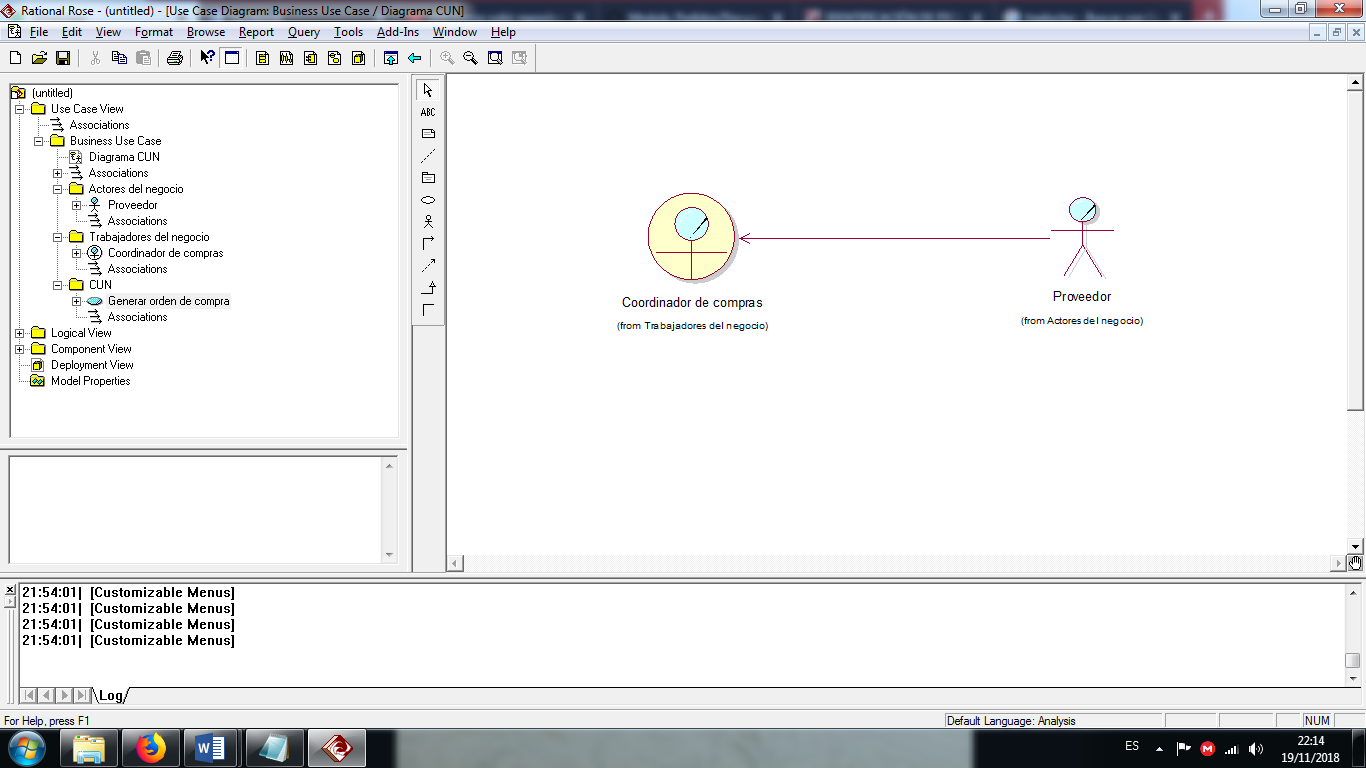 Rational Rose - (untitled) - [Use Case Diagram: Business Use Case / Diagrama CUN]
File Edit View Format Browse Report Query Tools Add-Ins Window Help
ABC
(untitled)
Use Case View
Associations
Business Use Case
Diagrama CUN
Associations
Actores del negocio
Proveedor
Associations
Trabajadores del negocio
Coordinador de compras
Associations
CUN
Generar orden de compra
Associations
Logical View
Component View
Deployment View
Model Properties
Coordinador de compras
(from Trabajadores del negocio)
Proveedor
(from Actores del negocio)
21:54:01| [Customizable Menus]
21:54:01| [Customizable Menus]
21:54:01| [Customizable Menus]
21:54:01| [Customizable Menus]
Log
For Help, press F1
Default Language: Analysis
NUM
ES
22:14
19/11/2018